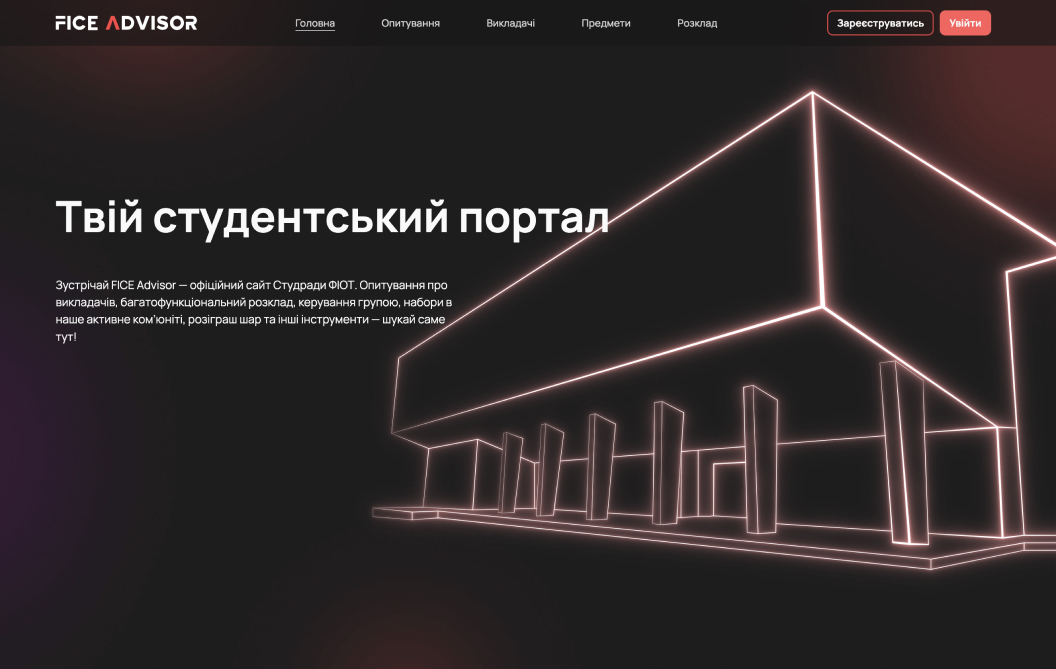 FICE ADVISOR
Головна
Опитування
Викладачі
Предмети
Розклад
Зареєструватись
Увійти
Твій студентський портал
Зустрічай FICE Advisor — офіційний сайт Студради ФІОТ. Опитування про
викладачів, багатофункціональний розклад, керування групою, набори в
наше активне ком’юніті, розіграш шар та інші інструменти — шукай саме
тут!